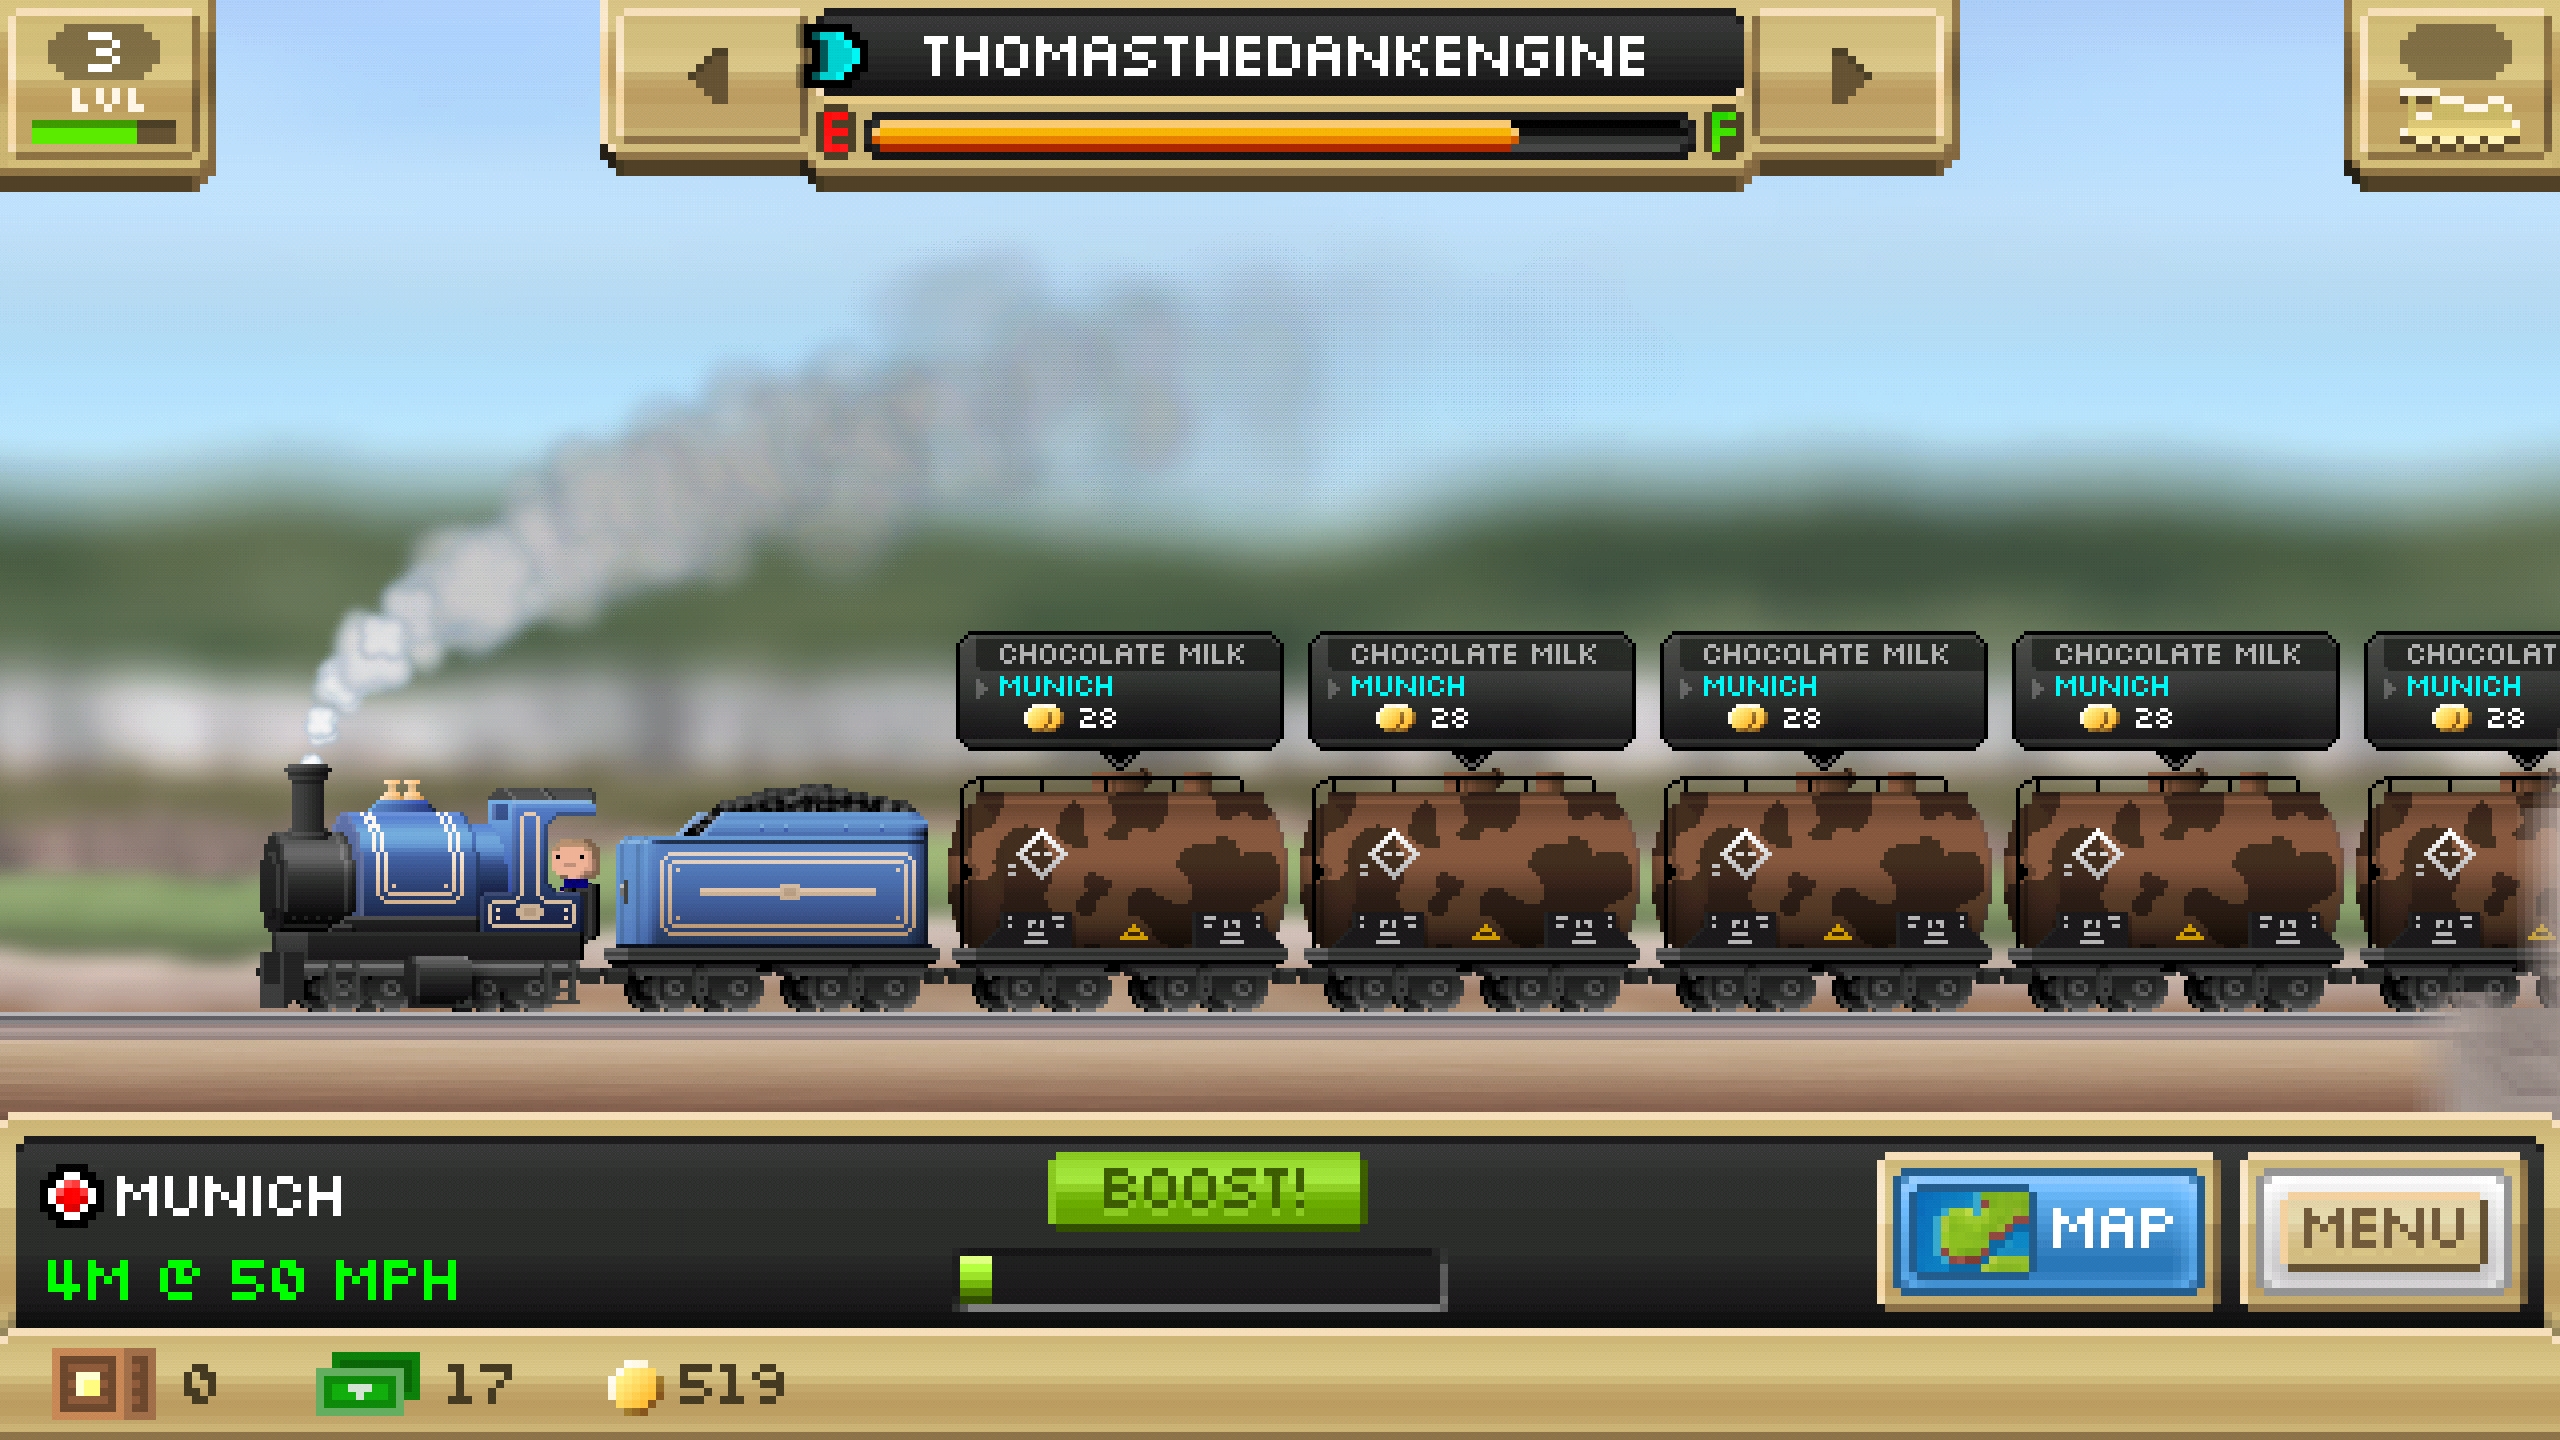 3
LVL
THOMASTHEDANKENGINE
E F
CHOCOLATE MILK
MUNICH
28
CHOCOLATE MILK
MUNICH
28
CHOCOLATE MILK
MUNICH
28
CHOCOLATE MILK
MUNICH
28
CHOCOLAT
MUNICH
28
MUNICH
4M @ 50 MPH
BOOST!
MAP
MENU
0 17 519